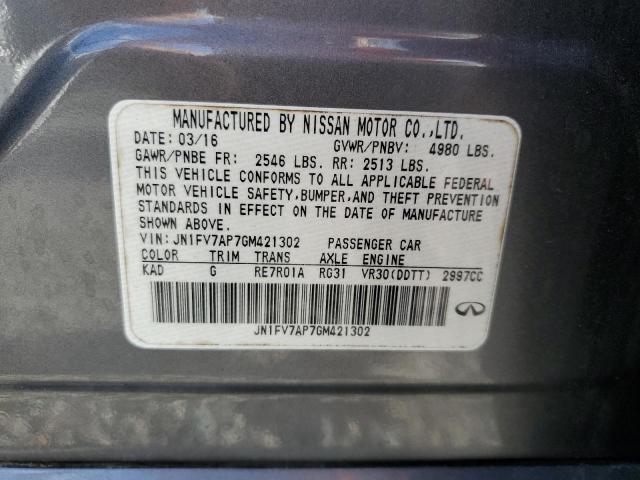 MANUFACTURED BY NISSAN MOTOR CO.,LTD.
DATE: 03/16 GVWR/PNBV: 4980 LBS.
GAWR/PNBE FR: 2546 LBS. RR: 2513 LBS.
THIS VEHICLE CONFORMS TO ALL APPLICABLE FEDERAL
MOTOR VEHICLE SAFETY,BUMPER,AND THEFT PREVENTION
STANDARDS IN EFFECT ON THE DATE OF MANUFACTURE
SHOWN ABOVE.
VIN:JN1FV7AP7GM421302 PASSENGER CAR
COLOR TRIM TRANS AXLE ENGINE
KAD G RE7R01A RG31 VR30(DDTT) 2997CC
JN1FV7AP7GM421302